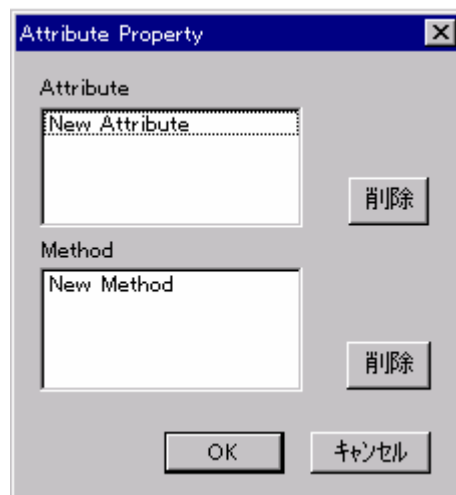 Attribute Property
Attribute
New Attribute
削除
Method
New Method
削除
OK
キャンセル